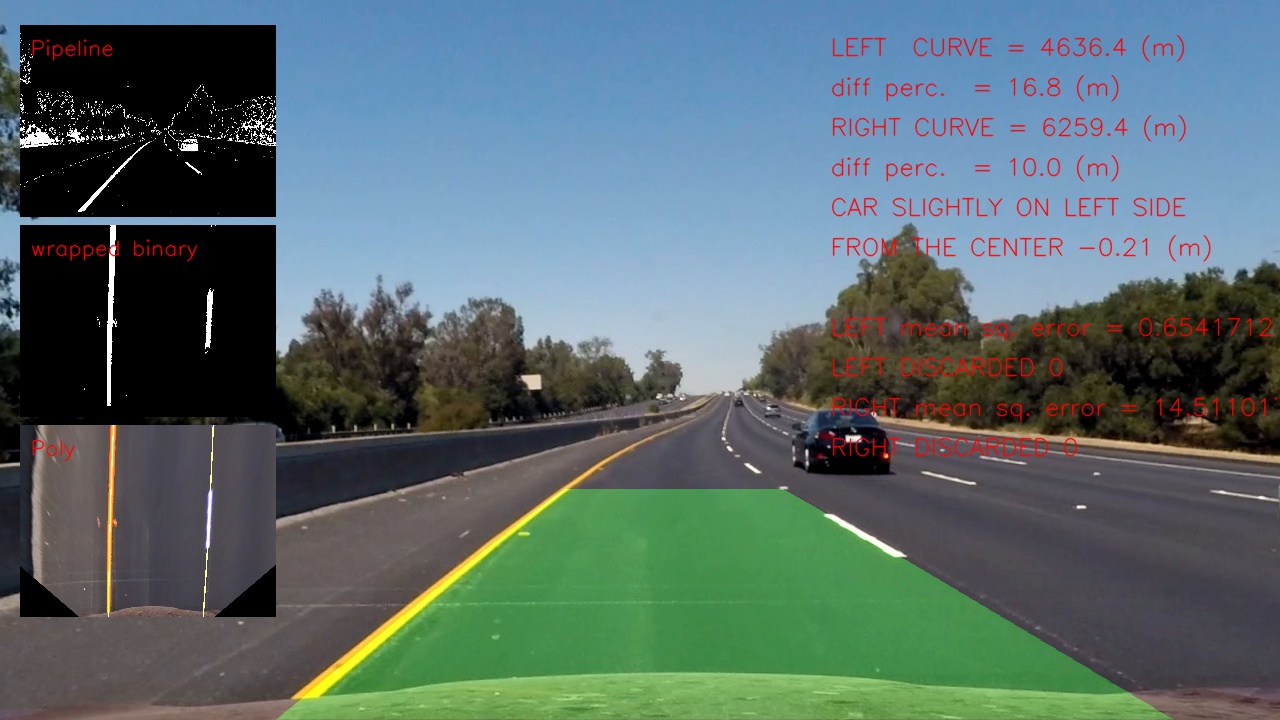 Pipeline
wrapped binary
Poly
LEFT  CURVE = 4636.4 (m)
diff perc.  = 16.8 (m)
RIGHT CURVE = 6259.4 (m)
diff perc.  = 10.0 (m)
CAR SLIGHTLY ON LEFT SIDE
FROM THE CENTER -0.21 (m)
LEFT mean sq. error = 0.6541712
LEFT DISCARDED 0
RIGHT mean sq. error = 14.51101
RIGHT DISCARDED 0